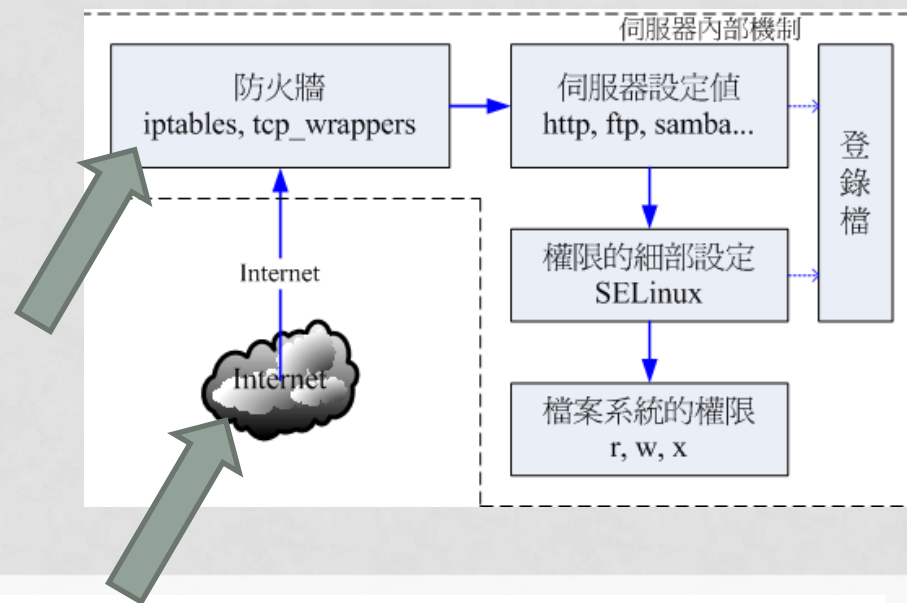 伺服器內部機制
防火牆
iptables, tcp_wrappers
伺服器設定值
http, ftp, samba...
登錄檔
Internet
權限的細部設定
SELinux
Internet
檔案系統的權限
r, w, x